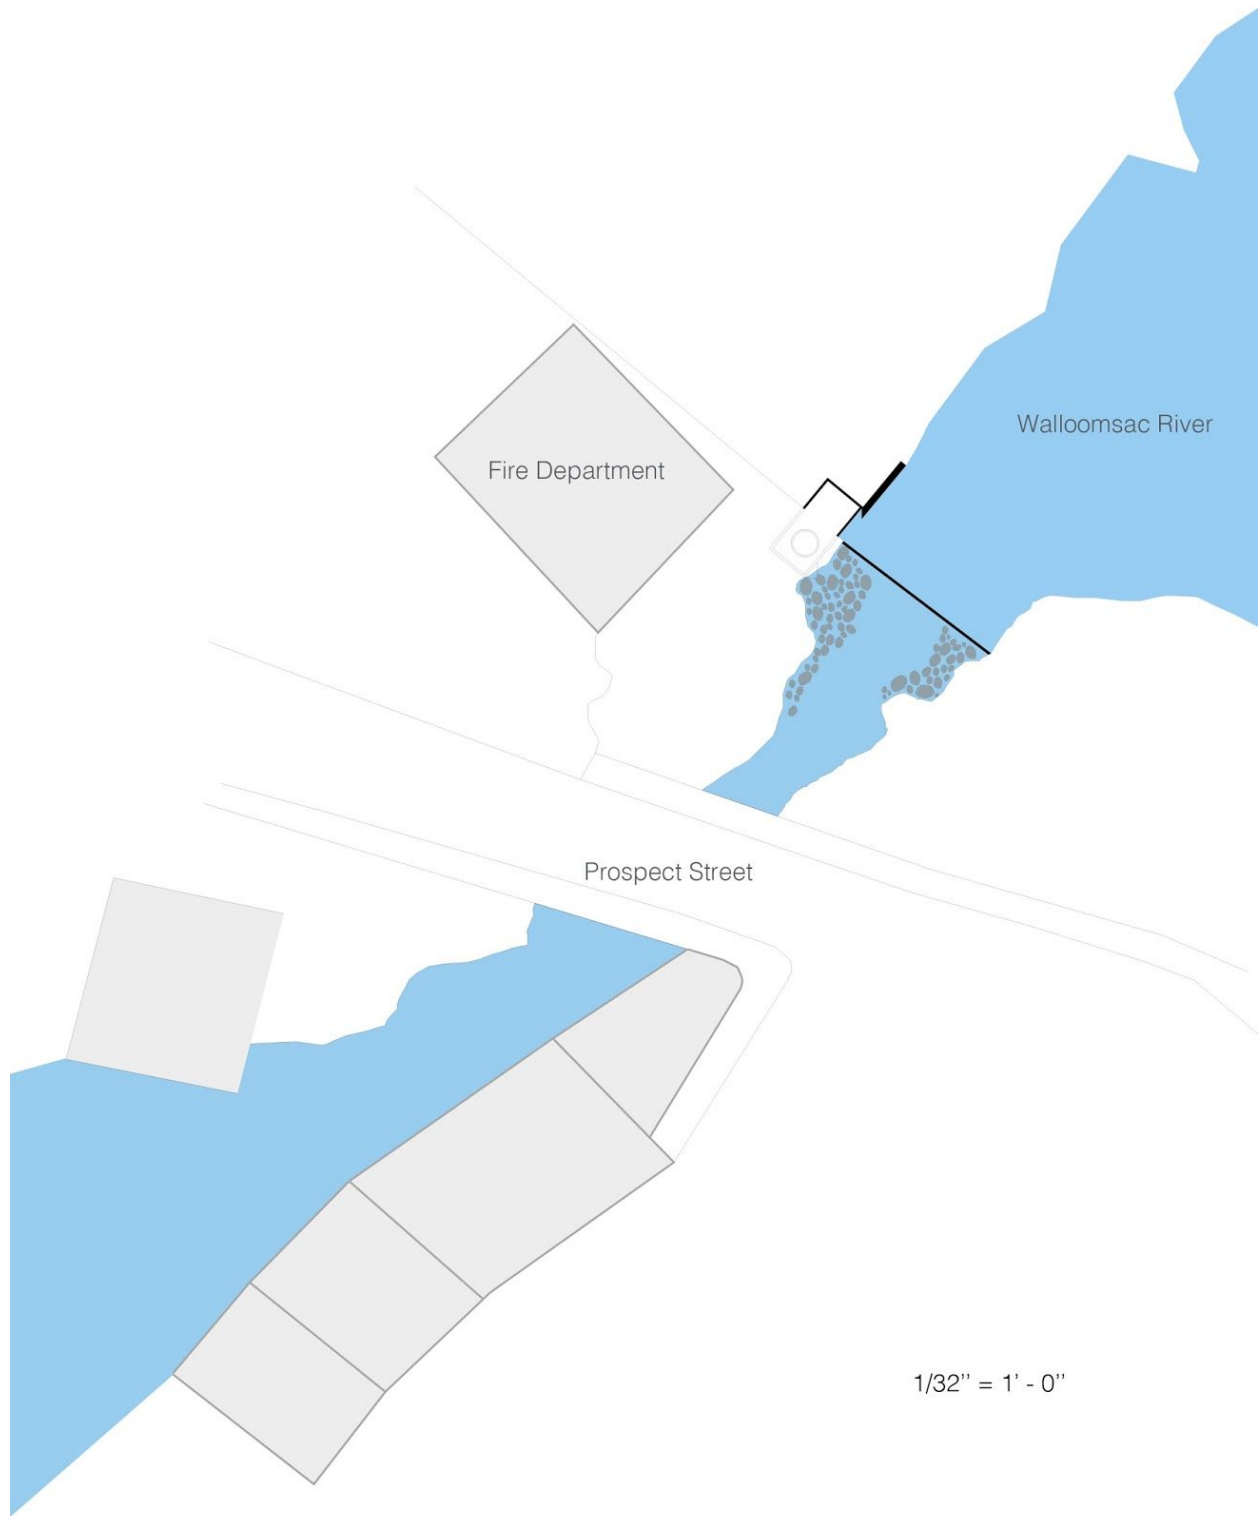 Walloomsac River
Fire Department
Prospect Street
1/32'' = 1' - 0''